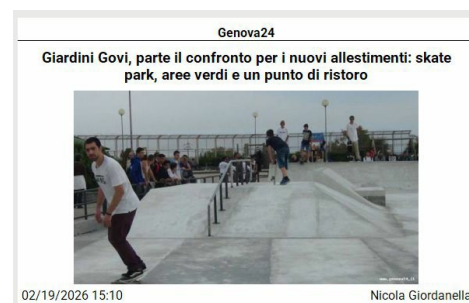 Genova24
Giardini Govi, parte il confronto per i nuovi allestimenti: skate
park, aree verdi e un punto di ristoro
02/19/2026 15:10
Nicola Giordanella